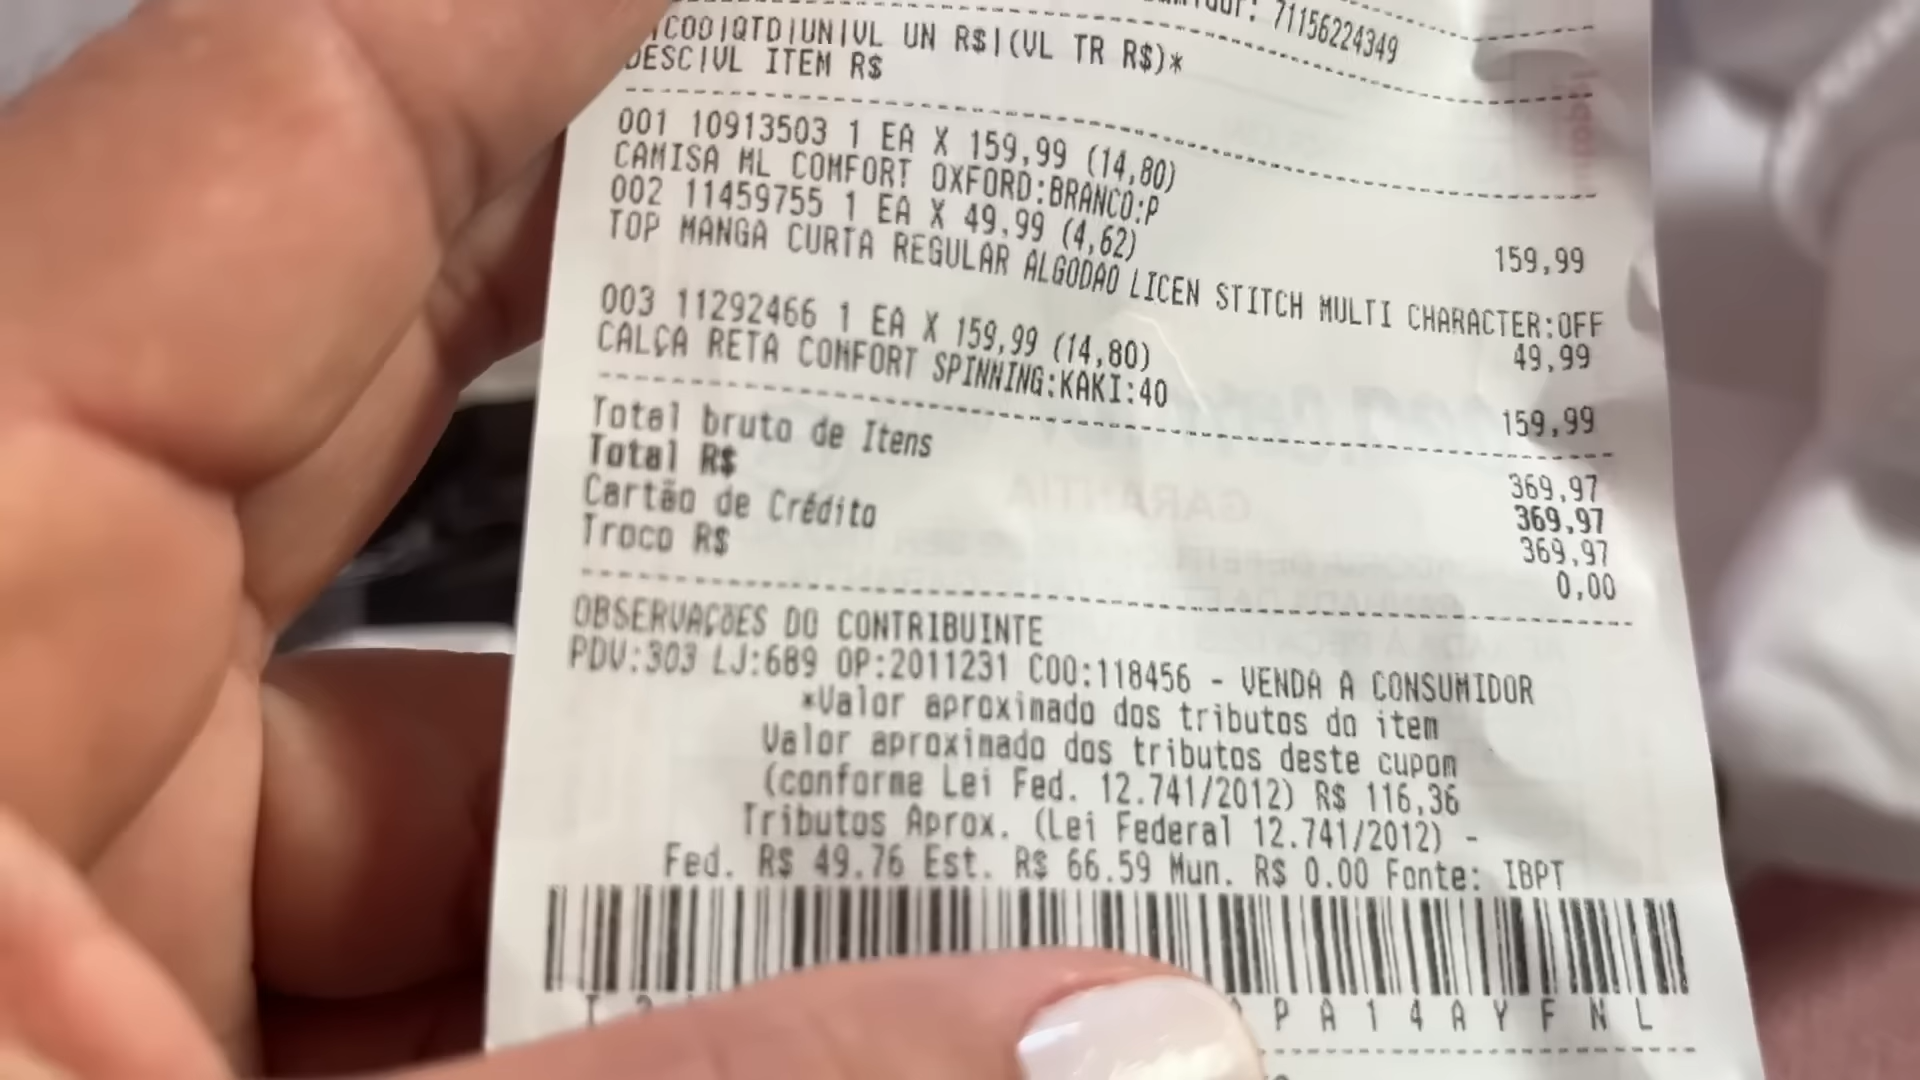 71156224349
COD|QTD|UN|VL UN R$|(VL TR R$)*
DESC|VL ITEM R$
001 10913503 1 EA X 159,99 (14,80)
CAMISA ML COMFORT OXFORD:BRANCO:P
159,99
002 11459755 1 EA X 49,99 (4,62)
TOP MANGA CURTA REGULAR ALGODAO LICEN STITCH MULTI CHARACTER:OFF
49,99
003 11292466 1 EA X 159,99 (14,80)
CALÇA RETA CONFORT SPINNING:KAKI:40
159,99
Total bruto de Itens 369,97
Total R$ 369,97
Cartão de Crédito 369,97
Troco R$ 0,00
OBSERVAÇÕES DO CONTRIBUINTE
PDV:303 LJ:689 OP:2011231 COO:118456 - VENDA A CONSUMIDOR
*Valor aproximado dos tributos do item
Valor aproximado dos tributos deste cupom
(conforme Lei Fed. 12.741/2012) R$ 116,36
Tributos Aprox. (Lei Federal 12.741/2012) -
Fed. R$ 49.76 Est. R$ 66.59 Mun. R$ 0.00 Fonte: IBPT
P A 1 4 A Y F N L